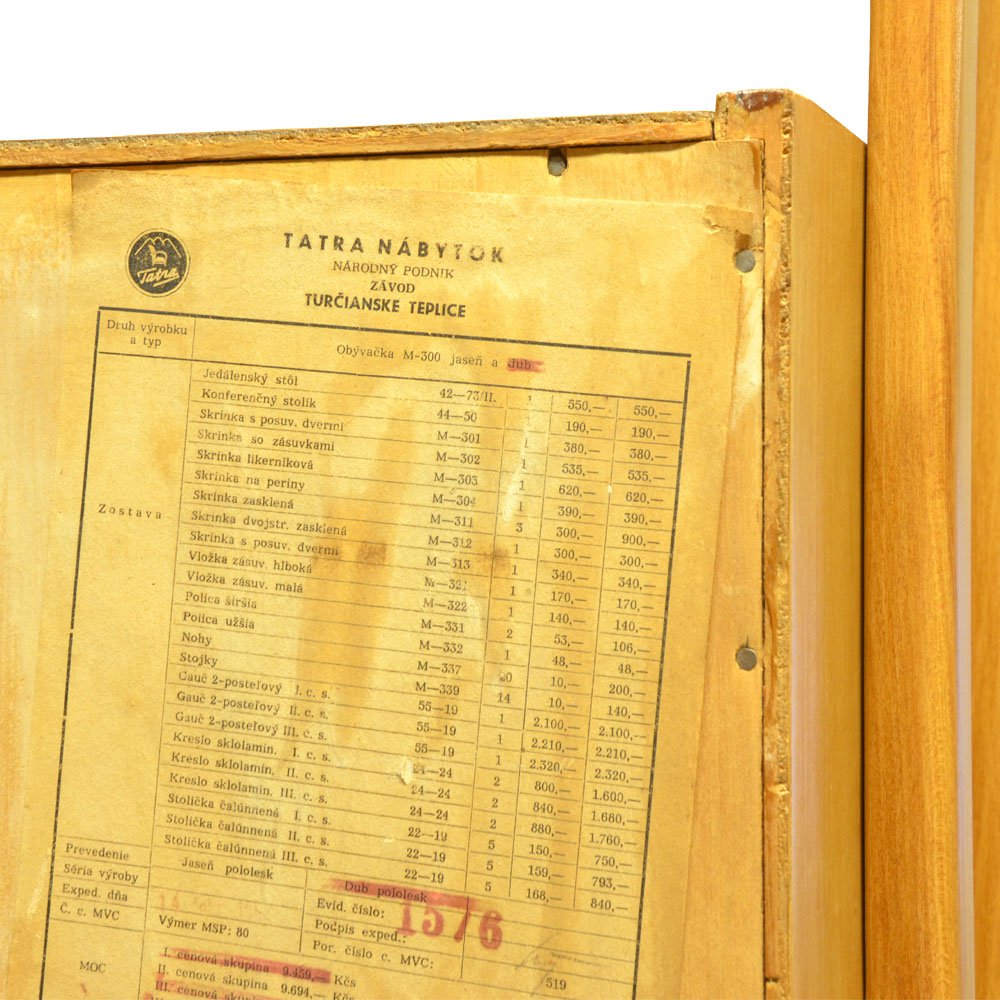 Tatra
TATRA NÁBYTOK
NÁRODNÝ PODNIK
ZÁVOD
TURČIANSKE TEPLICE
Druh výrobku
a typ
Obývačka M-300 jaseň a dub
Zostava
Jedálenský stôl 42—73/II. 1 550,— 550,—
Konferenčný stolík 44—50 190,— 190,—
Skrinka s posuv. dvermi M—301 1 380,— 380,—
Skrinka so zásuvkami M—302 1 535,— 535,—
Skrinka likerníková M—303 1 620,— 620,—
Skrinka na periny M—304 1 390,— 390,—
Skrinka zasklená M—311 3 300,— 900,—
Skrinka dvojstr. zasklená M—312 1 300,— 300,—
Skrinka s posuv. dvermi M—313 1 340,— 340,—
Vložka zásuv. hlboká M—321 1 170,— 170,—
Vložka zásuv. malá M—322 1 140,— 140,—
Polica širšia M—331 2 53,— 106,—
Polica užšia M—332 1 48,— 48,—
Nohy M—337 20 10,— 200,—
Stojky M—339 14 10,— 140,—
Gauč 2-posteľový I. c. s. 55—19 1 2.100,— 2.100,—
Gauč 2-posteľový II. c. s. 55—19 1 2.210,— 2.210,—
Gauč 2-posteľový III. c. s. 55—19 1 2.320,— 2.320,—
Kreslo sklolamin. I. c. s. 24—24 2 800,— 1.600,—
Kreslo sklolamin. II. c. s. 24—24 2 840,— 1.680,—
Kreslo sklolamin. III. c. s. 24—24 2 880,— 1.760,—
Stolička čalúnnená I. c. s. 22—19 5 150,— 750,—
Stolička čalúnnená II. c. s. 22—19 5 159,— 793,—
Stolička čalúnnená III. c. s. 22—19 5 168,— 840,—
Prevedenie Jaseň pololesk Dub pololesk
Séria výroby Evid. číslo: 1576
Exped. dňa Podpis exped.:
Č. c. MVC Výmer MSP: 80 Por. číslo c. MVC: 519
MOC
I. cenová skupina 9.459,— Kčs
II. cenová skupina 9.694,— Kčs
III. cenová skupina